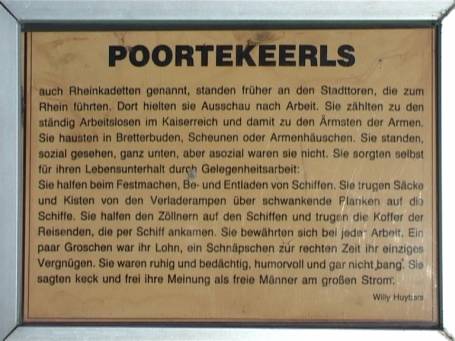 POORTEKEERLS
auch Rheinkadetten genannt, standen früher an den Stadttoren, die zum
Rhein führten. Dort hielten sie Ausschau nach Arbeit. Sie zählten zu den
ständig Arbeitslosen im Kaiserreich und damit zu den Ärmsten der Armen.
Sie hausten in Bretterbuden, Scheunen oder Armenhäuschen. Sie standen,
sozial gesehen, ganz unten, aber asozial waren sie nicht. Sie sorgten selbst
für ihren Lebensunterhalt durch Gelegenheitsarbeit:
Sie halfen beim Festmachen, Be- und Entladen von Schiffen. Sie trugen Säcke
und Kisten von den Verladerampen über schwankende Planken auf die
Schiffe. Sie halfen den Zöllnern auf den Schiffen und trugen die Koffer der
Reisenden, die per Schiff ankamen. Sie bewährten sich bei jeder Arbeit. Ein
paar Groschen war ihr Lohn, ein Schnäpschen zur rechten Zeit ihr einziges
Vergnügen. Sie waren ruhig und bedächtig, humorvoll und gar nicht bang. Sie
sagten keck und frei ihre Meinung als freie Männer am großen Strom.
Willy Huybers